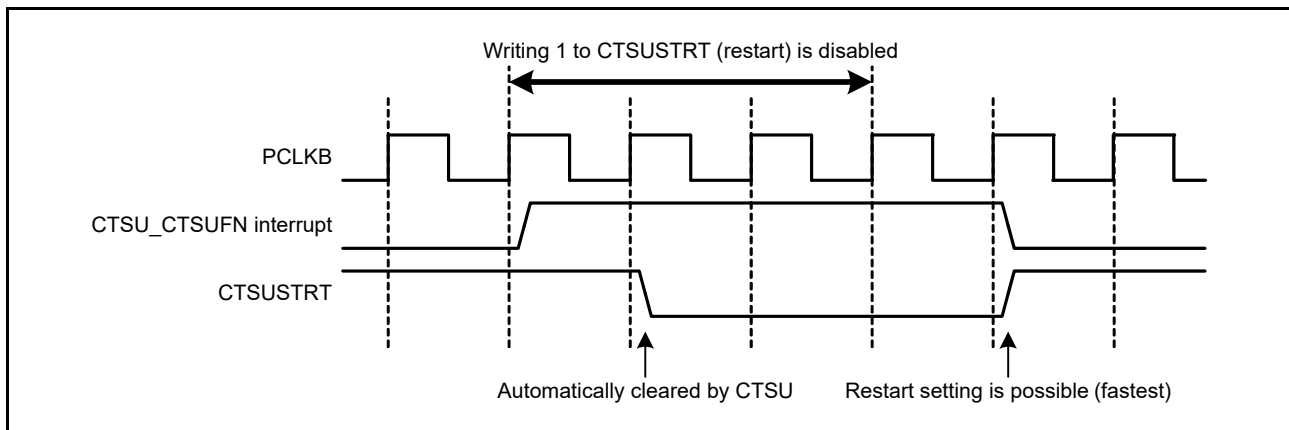 Writing 1 to CTSUSTRT (restart) is disabled
PCLKB
CTSU_CTSUFN interrupt
CTSUSTRT
Automatically cleared by CTSU
Restart setting is possible (fastest)